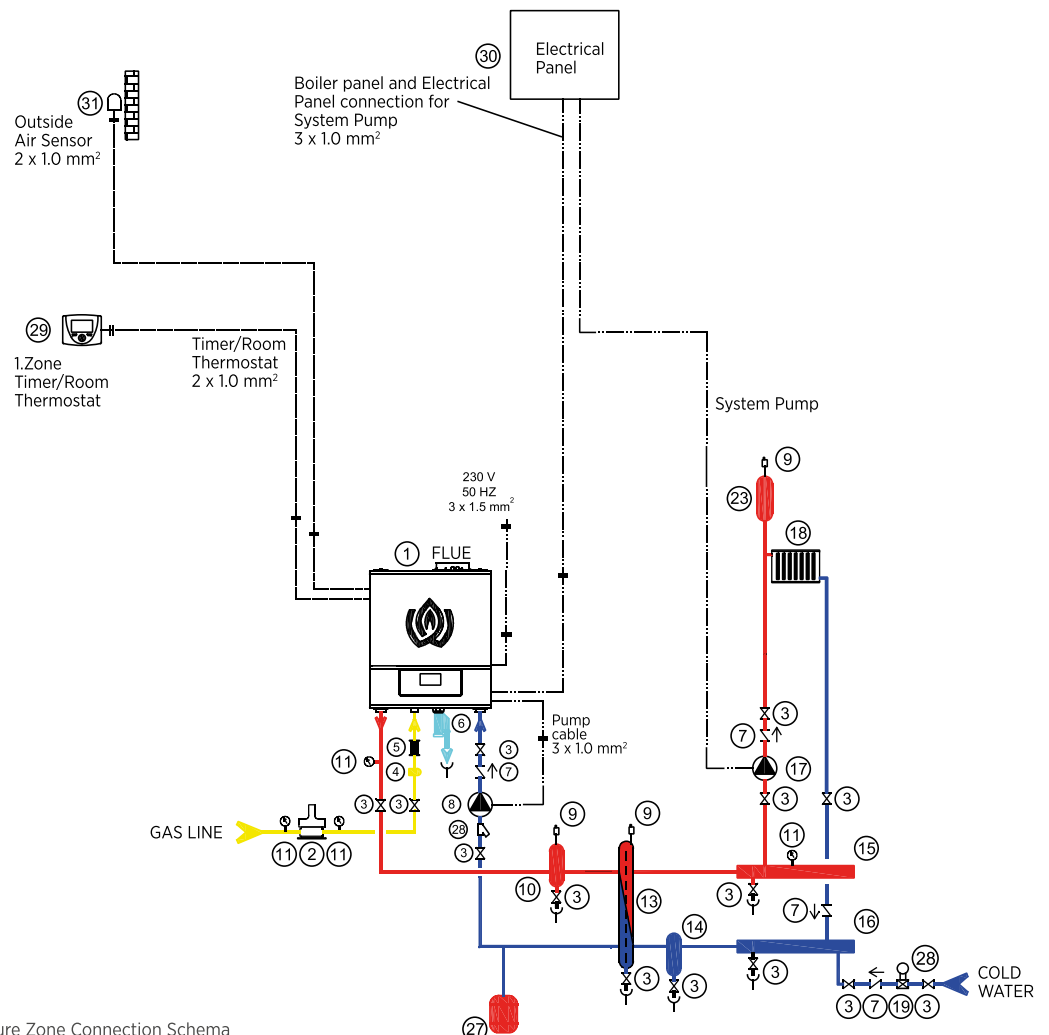 30
Electrical
Panel
Boiler panel and Electrical
Panel connection for
System Pump
3 x 1.0 mm²
31
Outside
Air Sensor
2 x 1.0 mm²
29
1.Zone
Timer/Room
Thermostat
Timer/Room
Thermostat
2 x 1.0 mm²
System Pump
9
23
18
230 V
50 HZ
3 x 1.5 mm²
1 FLUE
6
Pump
cable
3 x 1.0 mm²
11
5
4
3
7
3
7
17
3 3
8
3
3
GAS LINE
28
11 2 11
3
9
9
11
15
10
3
13
3
14
7
16
3
3
3
28
COLD
WATER
3 7 19 3
27
ure Zone Connection Schema